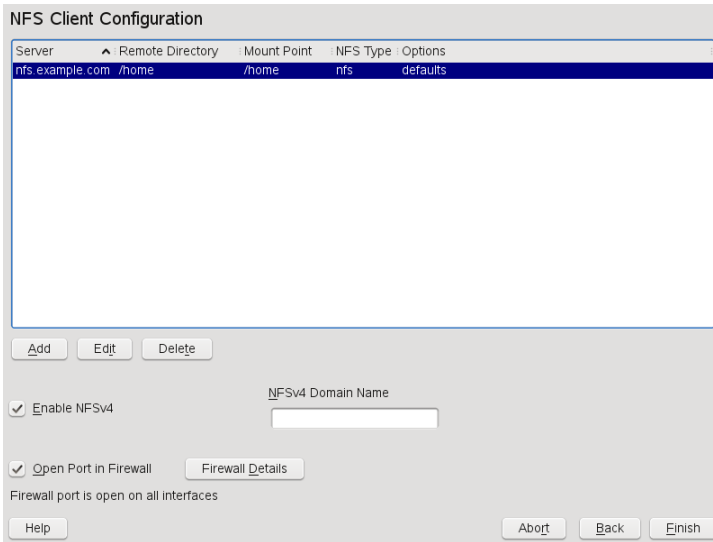 NFS Client Configuration
Server Remote Directory Mount Point NFS Type Options
nfs.example.com /home /home nfs defaults
Add Edit Delete
NFSv4 Domain Name
Enable NFSv4
Open Port in Firewall Firewall Details
Firewall port is open on all interfaces
Help Abort Back Finish